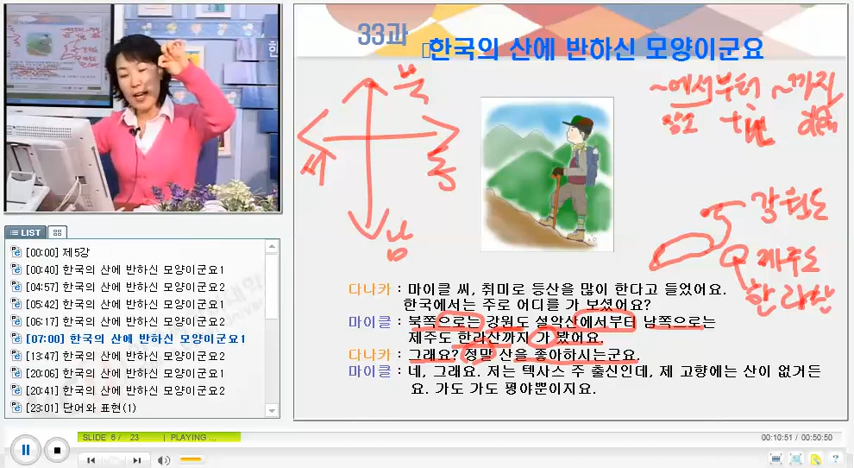 33과
한국의 산에 반하신 모양이군요
북
서
동
남
~에서부터 ~까지
장소
강원도
제주도
한라산
다나카 : 마이클 씨, 취미로 등산을 많이 한다고 들었어요.
한국에서는 주로 어디를 가 보셨어요?
마이클 : 북쪽으로는 강원도 설악산에서부터 남쪽으로는
제주도 한라산까지 가 봤어요.
다나카 : 그래요? 정말 산을 좋아하시는군요.
마이클 : 네, 그래요. 저는 텍사스 주 출신인데, 제 고향에는 산이 없거든
요. 가도 가도 평야뿐이지요.
LIST
[00:00] 제5강
[00:40] 한국의 산에 반하신 모양이군요1
[04:57] 한국의 산에 반하신 모양이군요2
[05:42] 한국의 산에 반하신 모양이군요1
[06:17] 한국의 산에 반하신 모양이군요2
[07:00] 한국의 산에 반하신 모양이군요1
[13:47] 한국의 산에 반하신 모양이군요2
[20:06] 한국의 산에 반하신 모양이군요1
[20:41] 한국의 산에 반하신 모양이군요2
[23:01] 단어와 표현(1)
SLIDE 6 / 23 | PLAYING ...
00:10:51 / 00:50:50